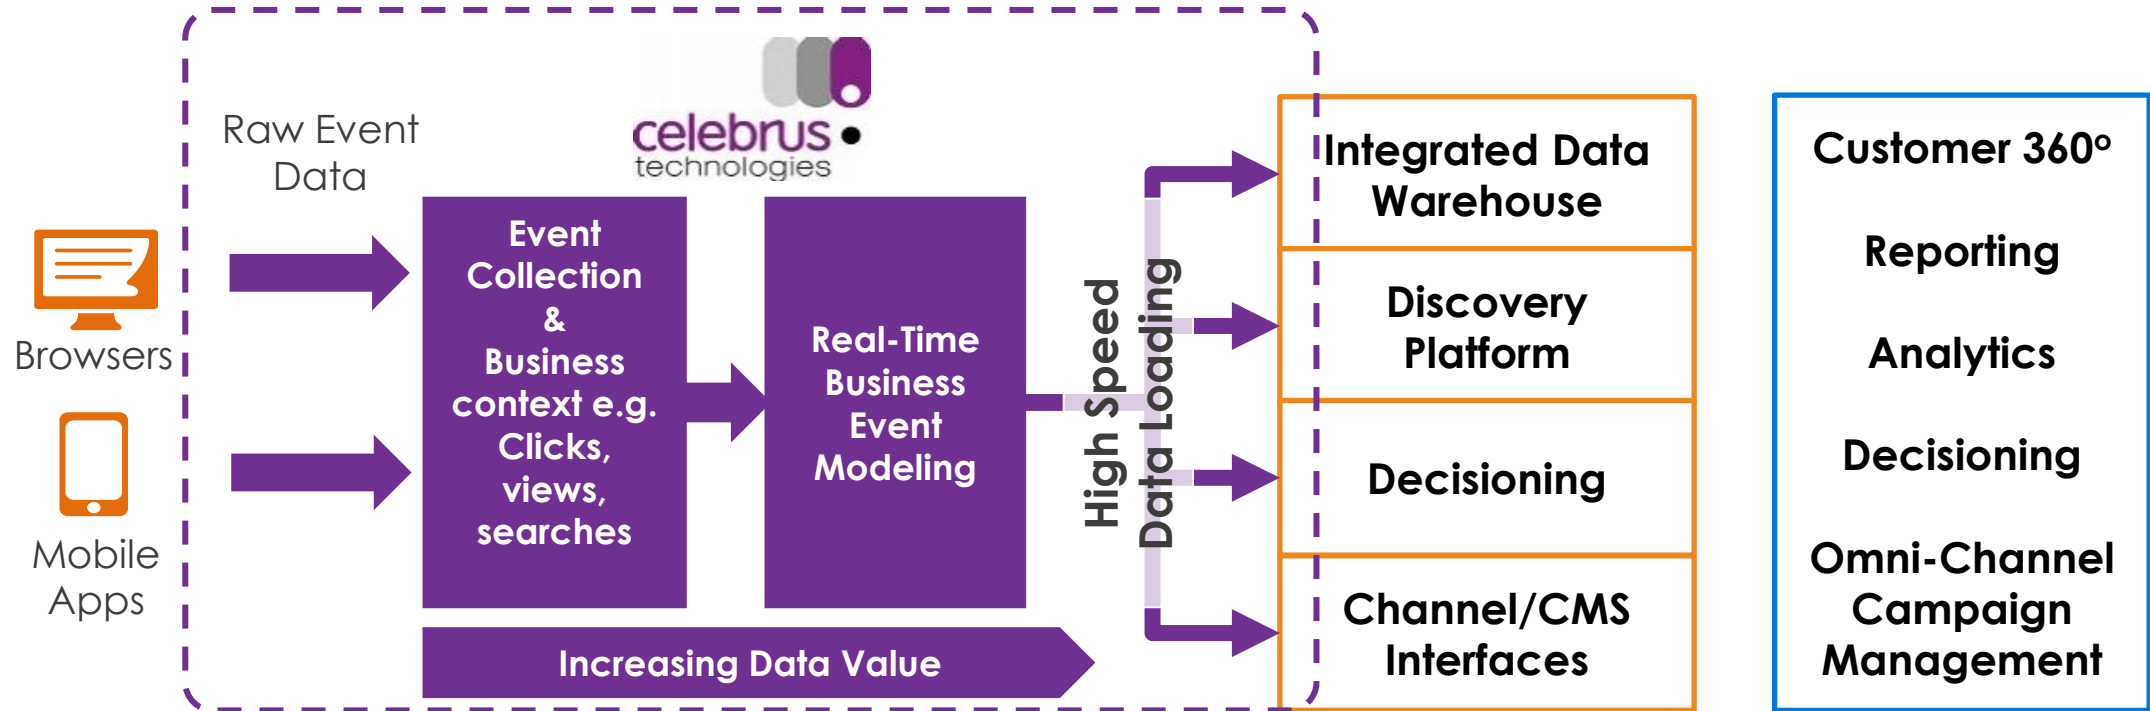 celebrus
technologies
Raw Event
Data
Browsers
Mobile
Apps
Event
Collection
&
Business
context e.g.
Clicks,
views,
searches
Real-Time
Business
Event
Modeling
Increasing Data Value
High Speed
Data Loading
Integrated Data
Warehouse
Discovery
Platform
Decisioning
Channel/CMS
Interfaces
Customer 360º
Reporting
Analytics
Decisioning
Omni-Channel
Campaign
Management